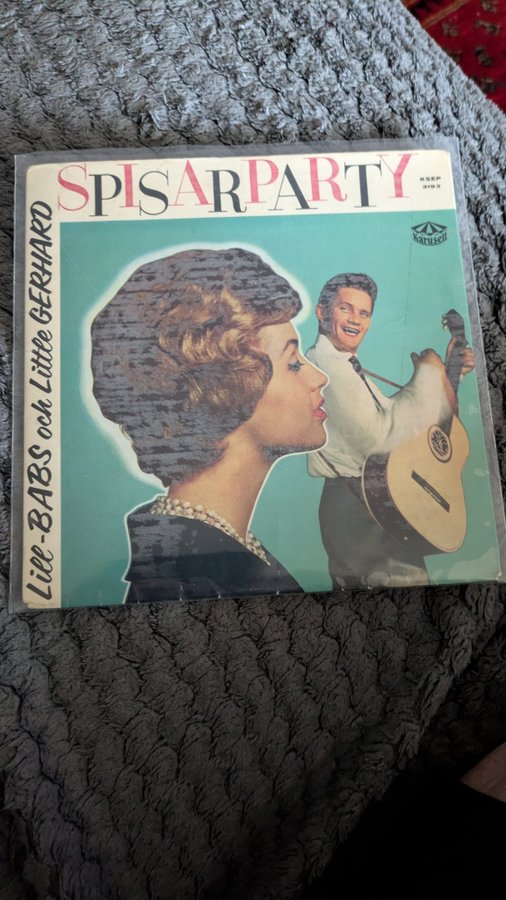 SPISARPARTY
KSEP
3193
Karusell
Lill-BABS och Little GERHARD